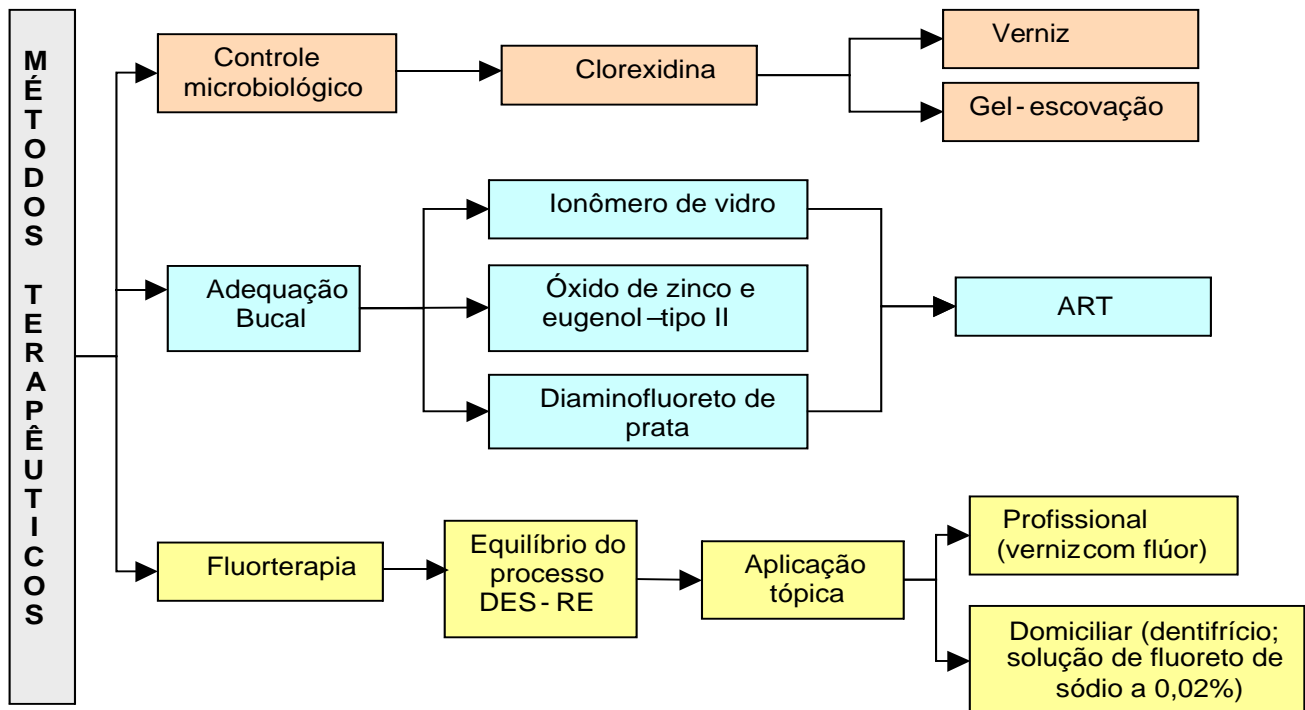 MÉTODOS TERAPÊUTICOS
Controle
microbiológico
Clorexidina
Verniz
Gel - escovação
Adequação
Bucal
Ionômero de vidro
Óxido de zinco e
eugenol –tipo II
Diaminofluoreto de
prata
ART
Fluorterapia
Equilíbrio do
processo
DES - RE
Aplicação
tópica
Profissional
(vernizcom flúor)
Domiciliar (dentifrício;
solução de fluoreto de
sódio a 0,02%)